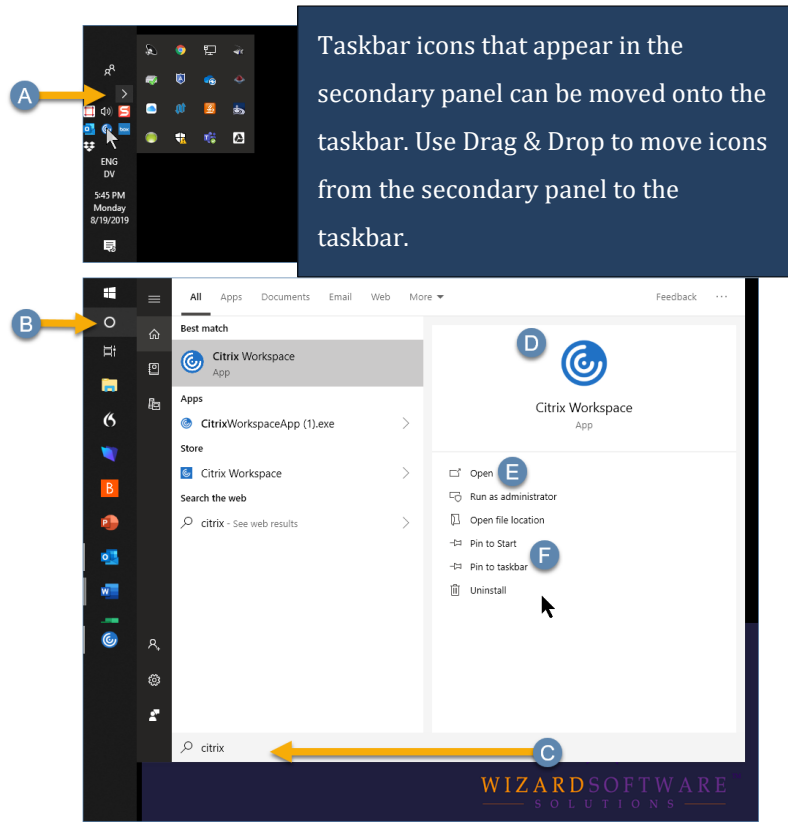 Taskbar icons that appear in the
secondary panel can be moved onto the
taskbar. Use Drag & Drop to move icons
from the secondary panel to the
taskbar.
A
box
ENG
DV
5:45 PM
Monday
8/19/2019
B
All Apps Documents Email Web More Feedback ...
Best match
Citrix Workspace
App
Apps
CitrixWorkspaceApp (1).exe
Store
Citrix Workspace
Search the web
citrix - See web results
D
Citrix Workspace
App
Open E
Run as administrator
Open file location
Pin to Start
F
Pin to taskbar
Uninstall
B
P
W
citrix
C
WIZARDSOFTWARE
SOLUTIONS